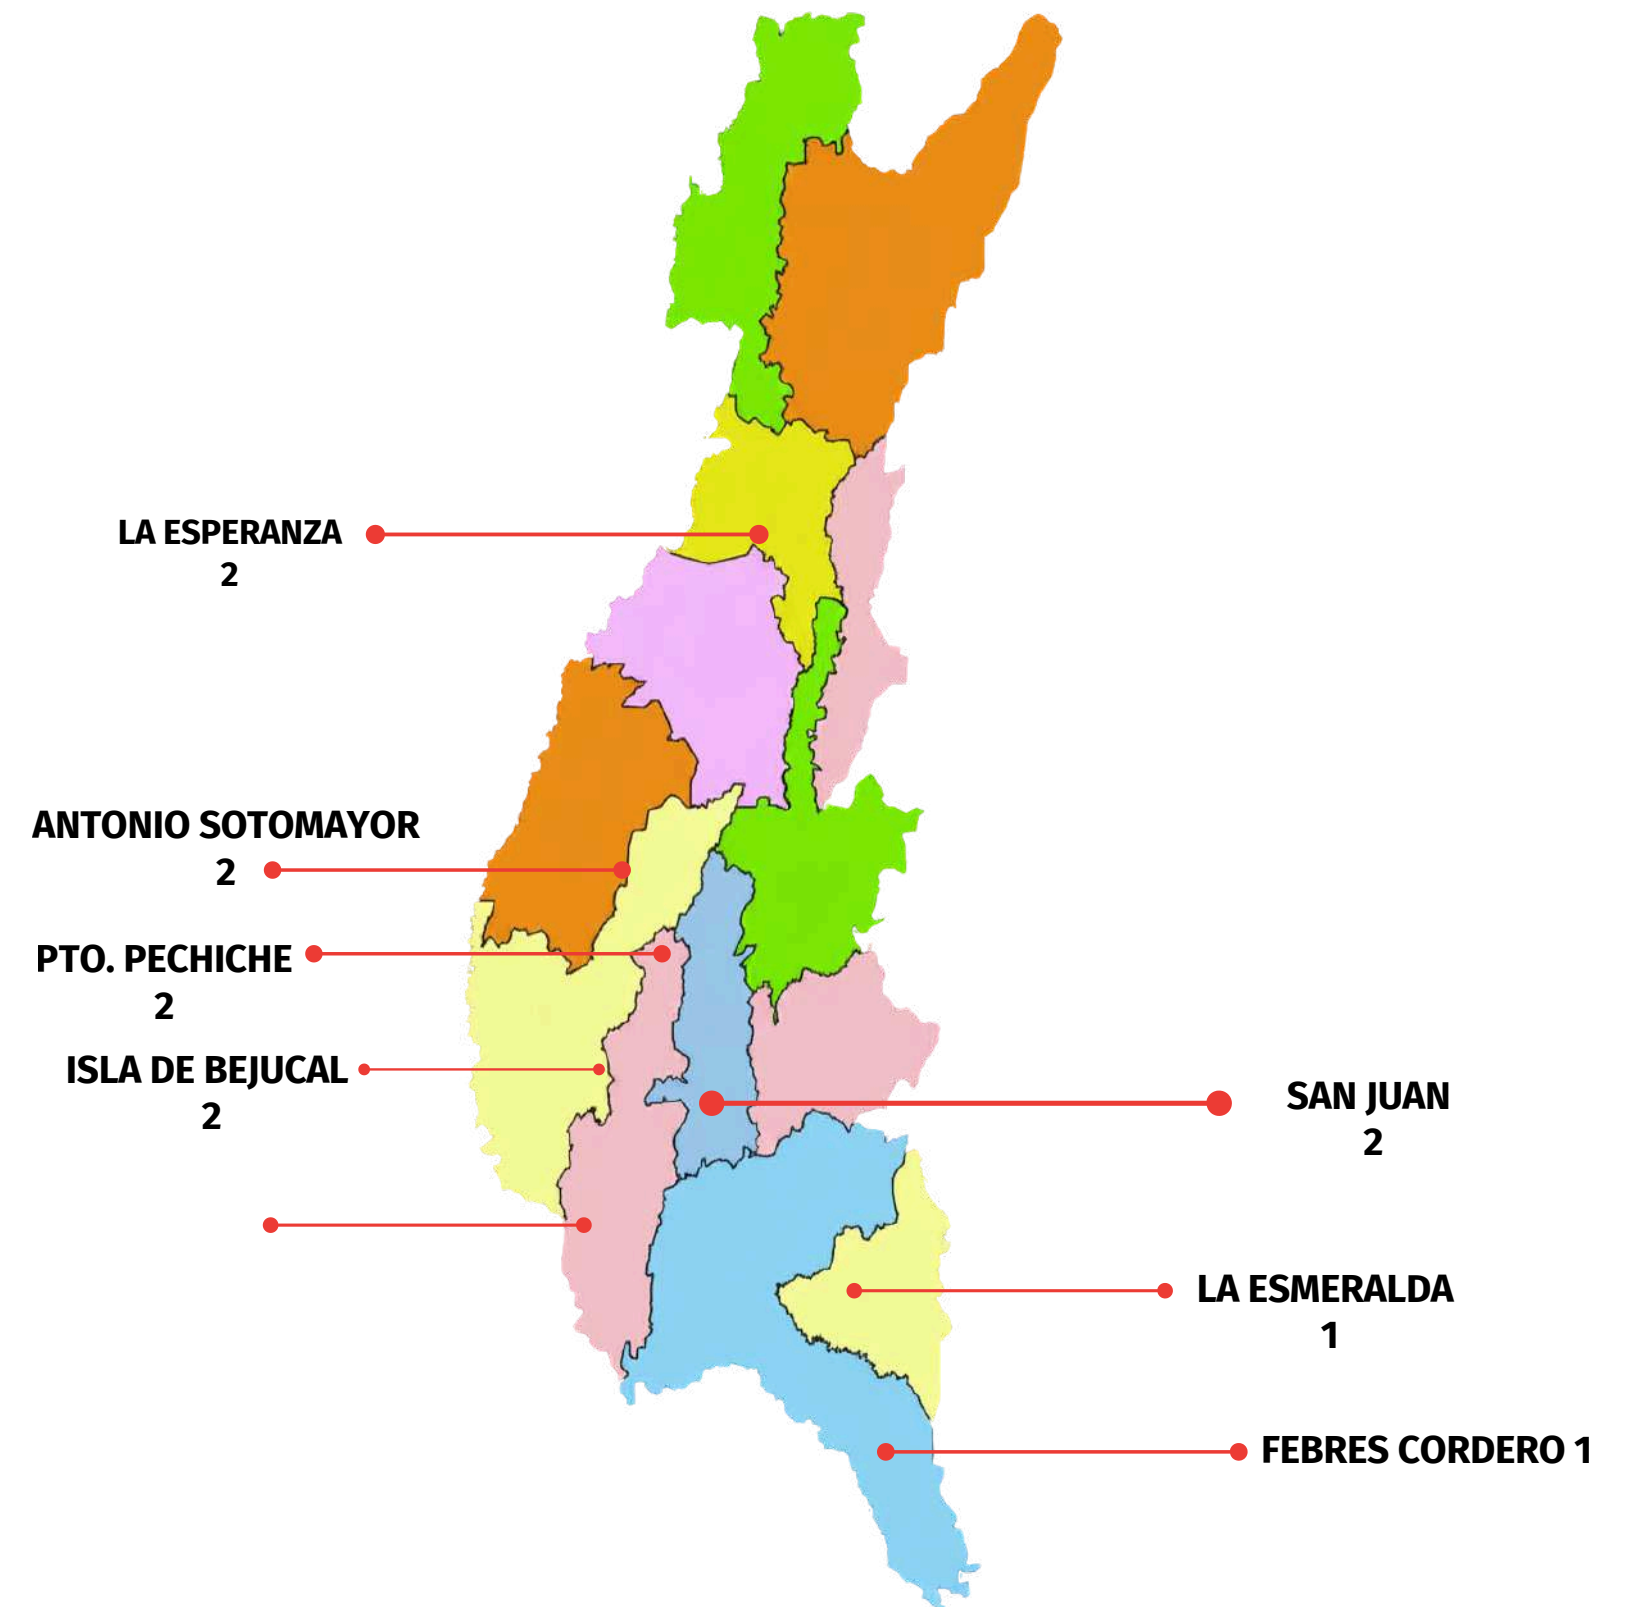 LA ESPERANZA
2
ANTONIO SOTOMAYOR
2
PTO. PECHICHE
2
ISLA DE BEJUCAL
2
SAN JUAN
2
LA ESMERALDA
1
FEBRES CORDERO 1